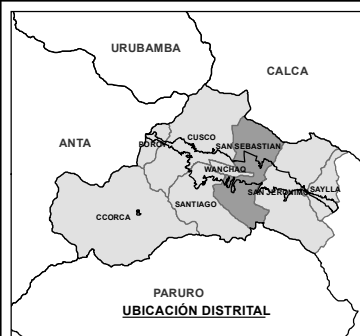 URUBAMBA
CALCA
ANTA
CUSCO
POROY
SAN SEBASTIAN
WANCHAQ
SAN JERONIMO
SAYLLA
CCORCA
SANTIAGO
PARURO
UBICACIÓN DISTRITAL